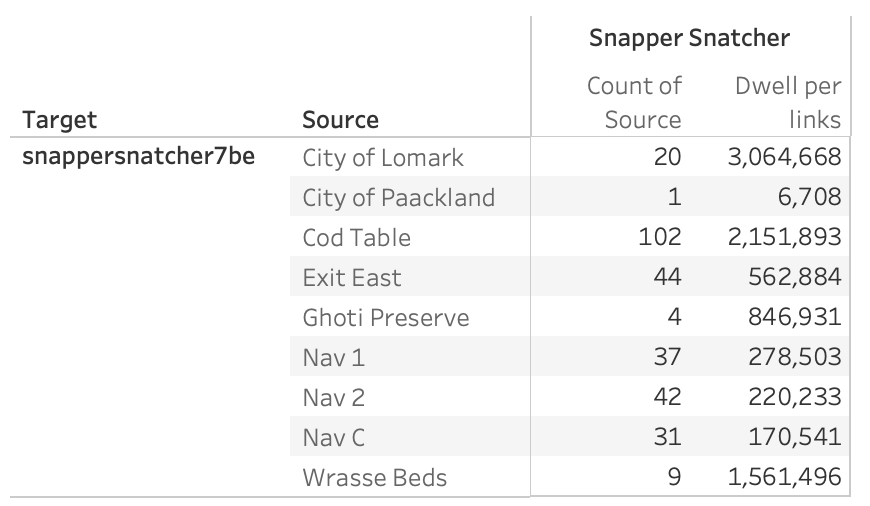 Snapper Snatcher
Count of Dwell per
Target Source Source links
snappersnatcher7be City of Lomark 20 3,064,668
City of Paackland 1 6,708
Cod Table 102 2,151,893
Exit East 44 562,884
Ghoti Preserve 4 846,931
Nav 1 37 278,503
Nav 2 42 220,233
Nav C 31 170,541
Wrasse Beds 9 1,561,496